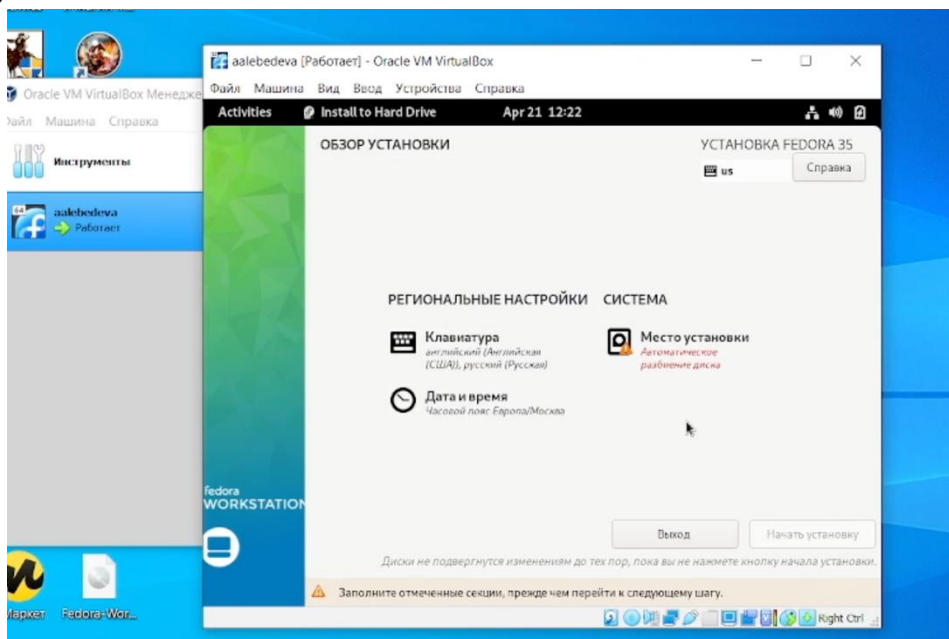 aalebedeva [Работает] - Oracle VM VirtualBox
Файл Машина Вид Ввод Устройства Справка
Oracle VM VirtualBox Менедже
Файл Машина Справка
Инструменты
64
aalebedeva
Работает
Activities Install to Hard Drive Apr 21 12:22
ОБЗОР УСТАНОВКИ
УСТАНОВКА FEDORA 35
us
Справка
РЕГИОНАЛЬНЫЕ НАСТРОЙКИ
Клавиатура
английский (Английская
(США)), русский (Русская)
Дата и время
Часовой пояс Европа/Москва
СИСТЕМА
Место установки
Автоматическое
разбиение диска
fedora
WORKSTATION
Выход
Начать установку
Диски не подвергнутся изменениям до тех пор, пока вы не нажмете кнопку начала установки.
Заполните отмеченные секции, прежде чем перейти к следующему шагу.
Right Ctrl
Маркет
Fedora-Wor...